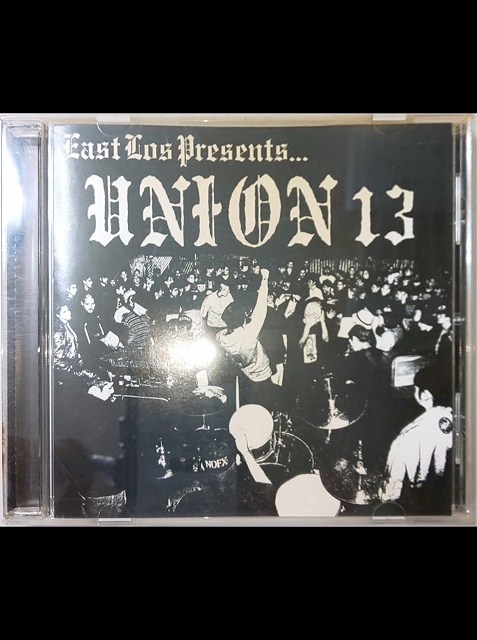 East Los Presents...
UNION 13
NOFX